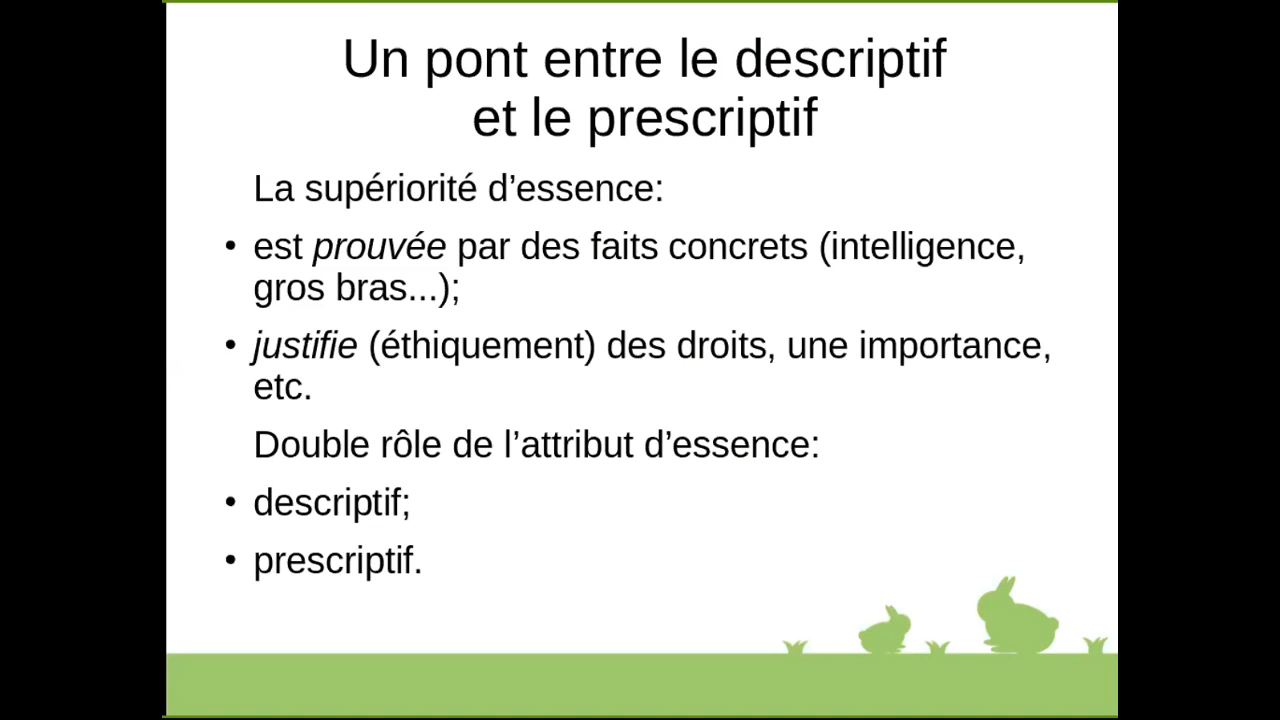 Un pont entre le descriptif
et le prescriptif
La supériorité d’essence:
• est prouvée par des faits concrets (intelligence,
gros bras...);
• justifie (éthiquement) des droits, une importance,
etc.
Double rôle de l’attribut d’essence:
• descriptif;
• prescriptif.